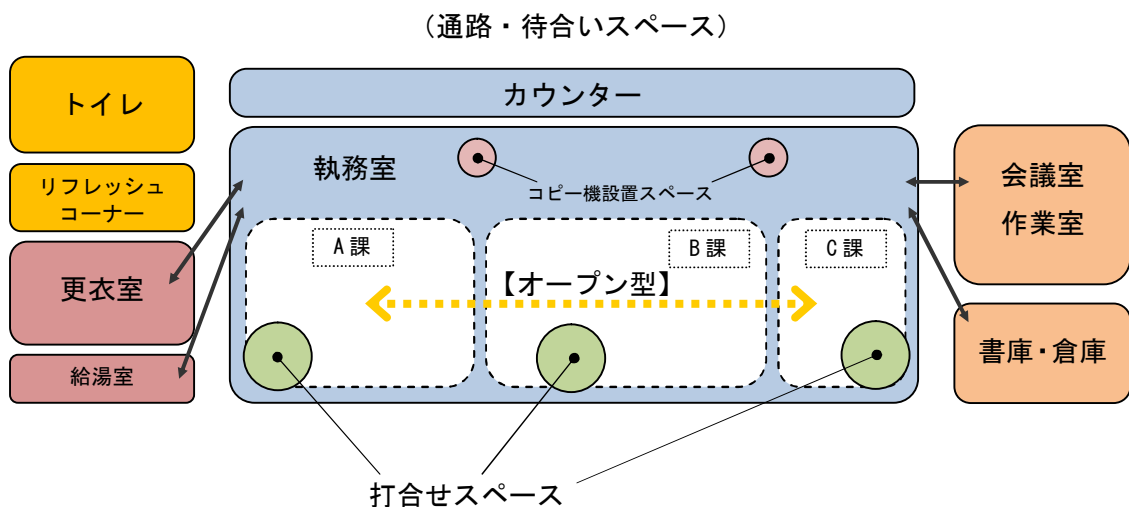 （通路・待合いスペース）
トイレ
カウンター
リフレッシュ
コーナー
執務室
コピー機設置スペース
会議室
作業室
A課
B課
C課
更衣室
【オープン型】
給湯室
書庫・倉庫
打合せスペース